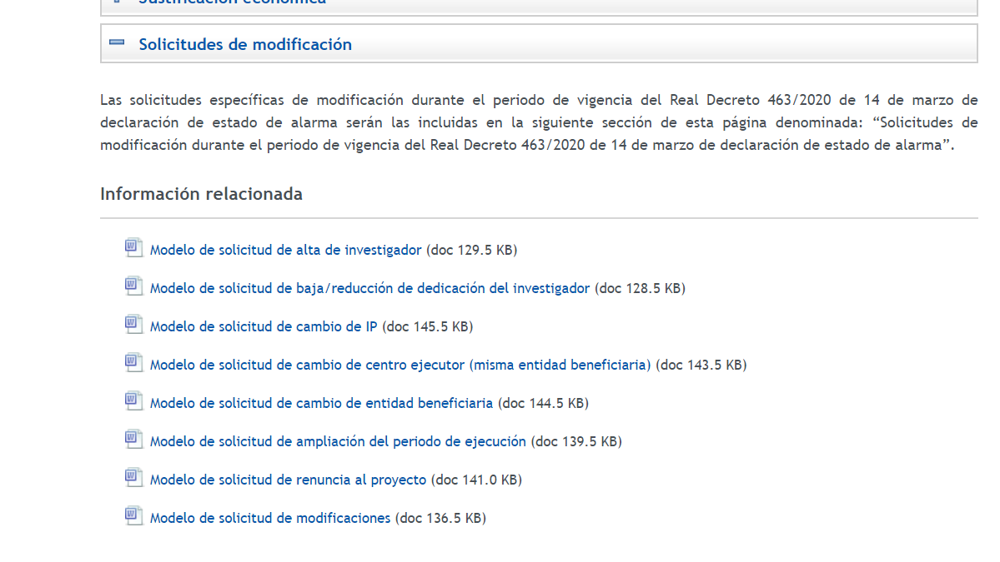 Justificación económica
Solicitudes de modificación
Las solicitudes específicas de modificación durante el periodo de vigencia del Real Decreto 463/2020 de 14 de marzo de
declaración de estado de alarma serán las incluidas en la siguiente sección de esta página denominada: “Solicitudes de
modificación durante el periodo de vigencia del Real Decreto 463/2020 de 14 de marzo de declaración de estado de alarma”.
Información relacionada
Modelo de solicitud de alta de investigador (doc 129.5 KB)
Modelo de solicitud de baja/reducción de dedicación del investigador (doc 128.5 KB)
Modelo de solicitud de cambio de IP (doc 145.5 KB)
Modelo de solicitud de cambio de centro ejecutor (misma entidad beneficiaria) (doc 143.5 KB)
Modelo de solicitud de cambio de entidad beneficiaria (doc 144.5 KB)
Modelo de solicitud de ampliación del periodo de ejecución (doc 139.5 KB)
Modelo de solicitud de renuncia al proyecto (doc 141.0 KB)
Modelo de solicitud de modificaciones (doc 136.5 KB)